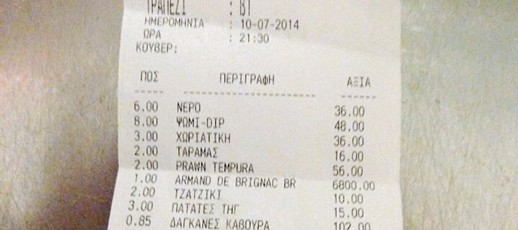 ΤΡΑΠΕΖΙ : 81
ΗΜΕΡΟΜΗΝΙΑ : 10-07-2014
ΩΡΑ : 21:30
ΚΟΥΒΕΡ:
ΠΟΣ ΠΕΡΙΓΡΑΦΗ ΑΞΙΑ
6.00 ΝΕΡΟ 36.00
8.00 ΨΩΜΙ-DIP 48.00
3.00 ΧΩΡΙΑΤΙΚΗ 36.00
2.00 ΤΑΡΑΜΑΣ 16.00
2.00 PRAWN TEMPURA 56.00
1.00 ARMAND DE BRIGNAC BR 6800.00
2.00 ΤΖΑΤΖΙΚΙ 10.00
3.00 ΠΑΤΑΤΕΣ ΤΗΓ 15.00
0.85 ΔΑΓΚΑΝΕΣ ΚΑΒΟΥΡΑ 102.00